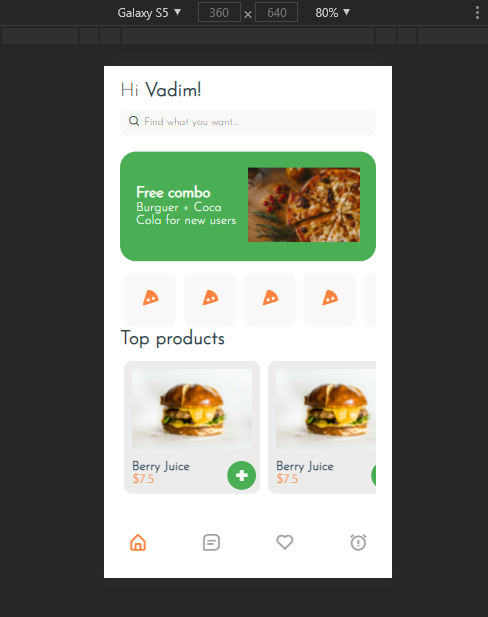 Galaxy S5 ▼ 360 × 640 80% ▼
Hi Vadim!
Find what you want...
Free combo
Burguer + Coca
Cola for new users
Top products
Berry Juice
$7.5
Berry Juice
$7.5